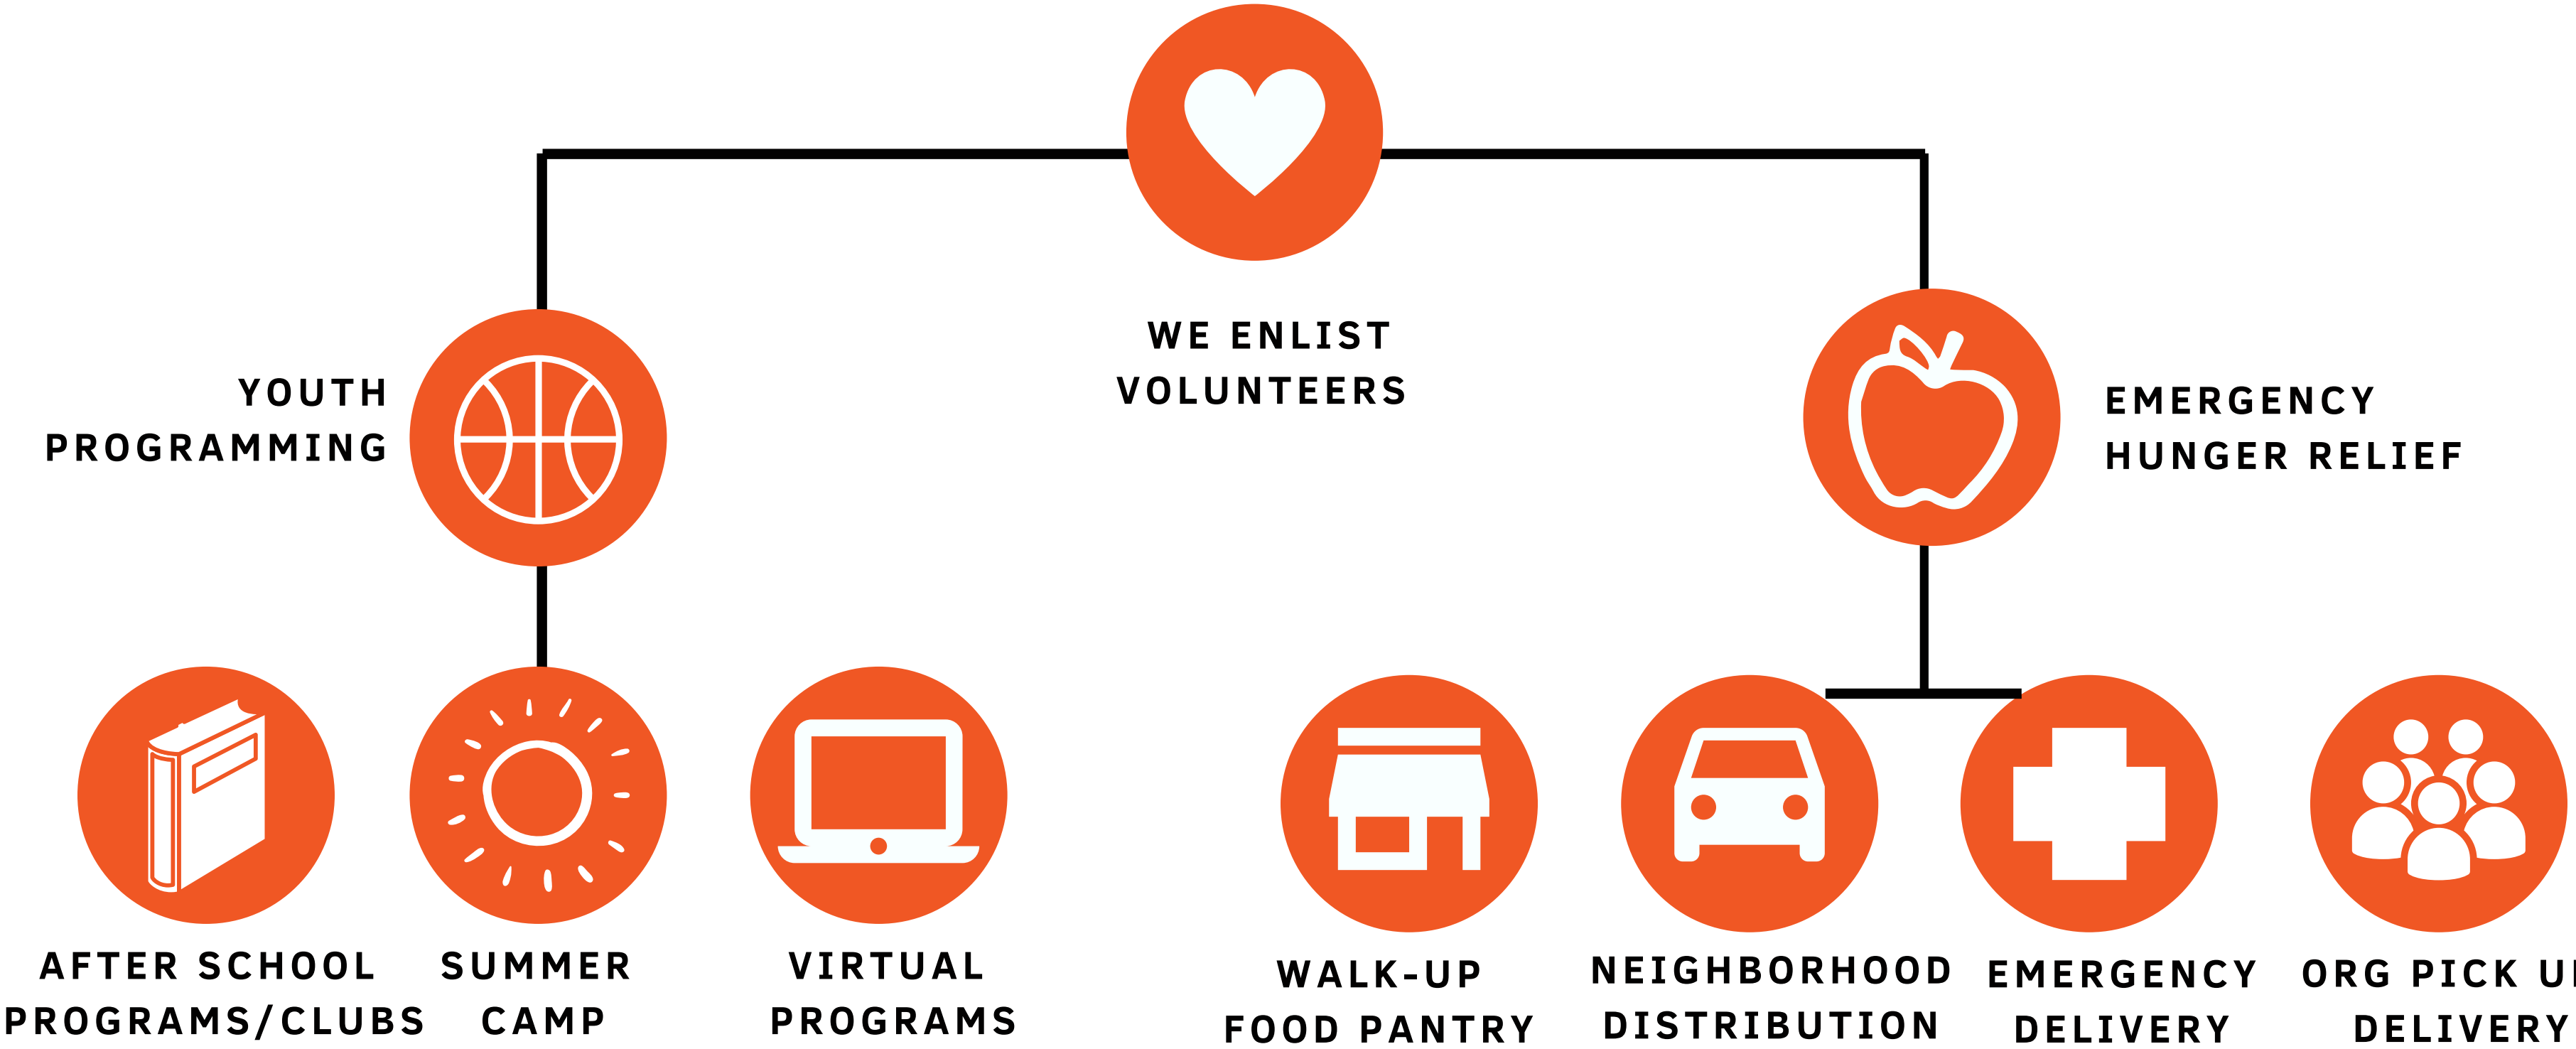 WE ENLIST
VOLUNTEERS
YOUTH
PROGRAMMING
EMERGENCY
HUNGER RELIEF
AFTER SCHOOL
PROGRAMS/CLUBS
SUMMER
CAMP
VIRTUAL
PROGRAMS
WALK-UP
FOOD PANTRY
NEIGHBORHOOD
DISTRIBUTION
EMERGENCY
DELIVERY
ORG PICK
DELIVERY